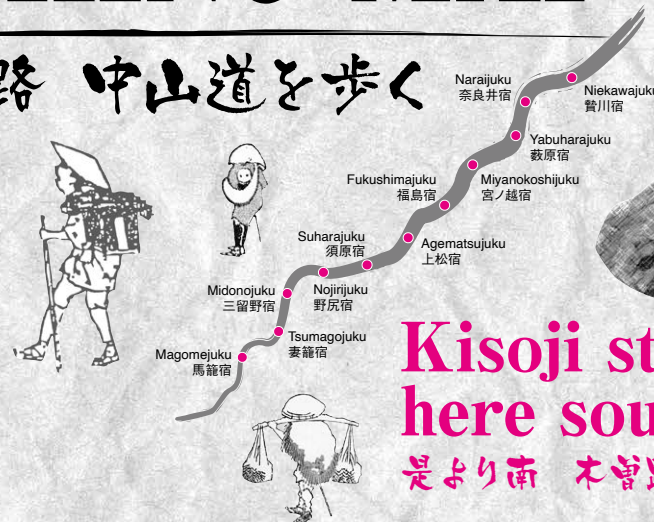 路 中山道を歩く
Naraijuku
奈良井宿
Niekawajuku
贄川宿
Yabuharajuku
藪原宿
Fukushimajuku
福島宿
Miyanokoshijuku
宮ノ越宿
Suharajuku
須原宿
Agematsujuku
上松宿
Midonojuku
三留野宿
Nojirijuku
野尻宿
Tsumagojuku
妻籠宿
Magomejuku
馬籠宿
Kisoji st
here sou
是より南 木曽路